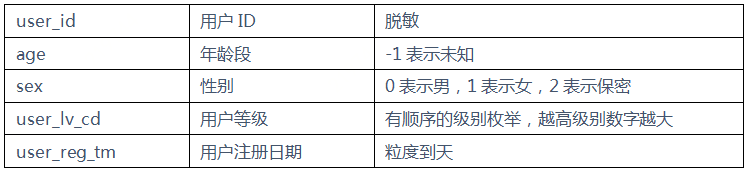 user_id 用户 ID 脱敏
age 年龄段 -1 表示未知
sex 性别 0 表示男，1 表示女，2 表示保密
user_lv_cd 用户等级 有顺序的级别枚举，越高级别数字越大
user_reg_tm 用户注册日期 粒度到天